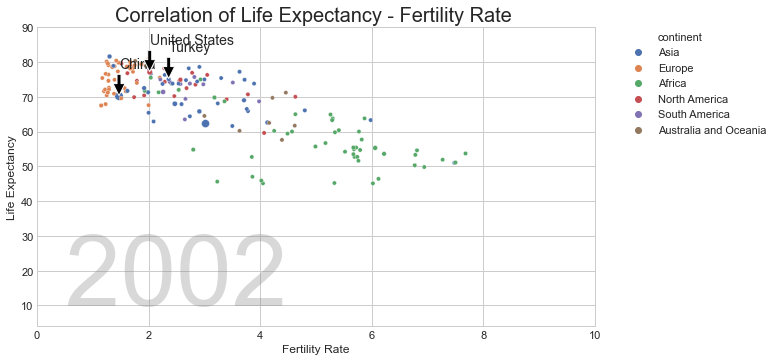 Correlation of Life Expectancy - Fertility Rate
90
80
70
60
50
40
30
20
10
Life Expectancy
United States
Turkey
China
2002
0
2
4
6
8
10
Fertility Rate
continent
Asia
Europe
Africa
North America
South America
Australia and Oceania